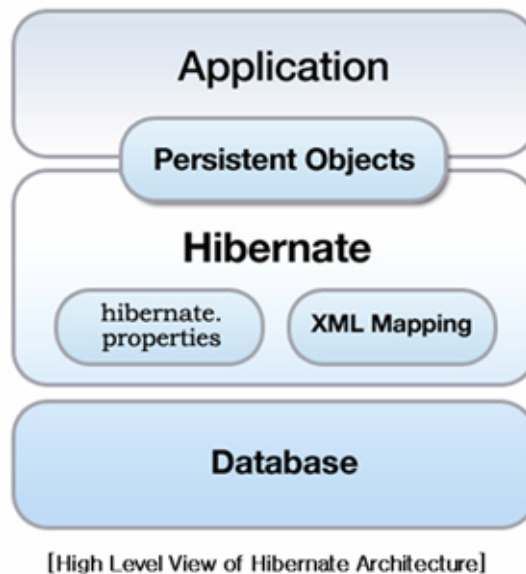 Application
Persistent Objects
Hibernate
hibernate.
properties
XML Mapping
Database
[High Level View of Hibernate Architecture]